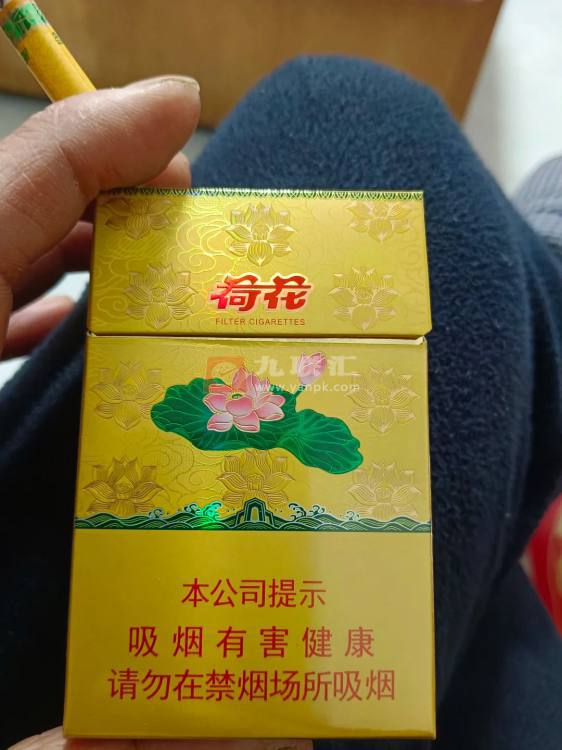 荷花
FILTER CIGARETTES
九联汇
www.yanpk.com
本公司提示
吸烟有害健康
请勿在禁烟场所吸烟